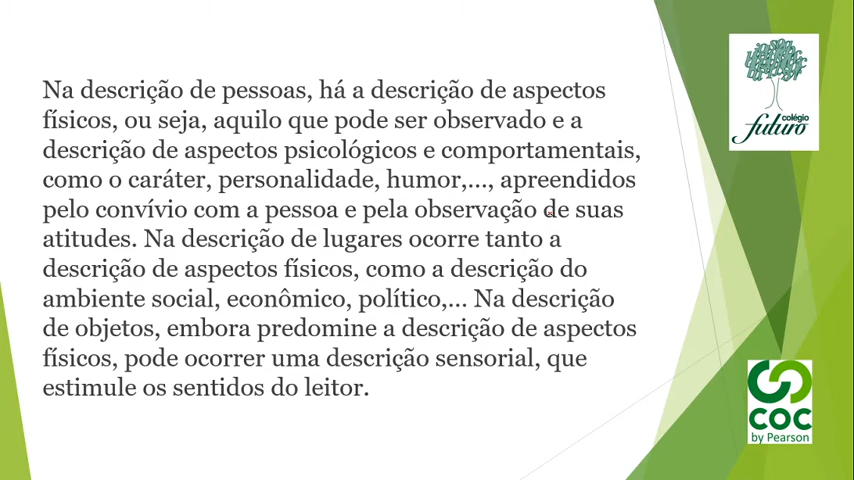 Na descrição de pessoas, há a descrição de aspectos
físicos, ou seja, aquilo que pode ser observado e a
descrição de aspectos psicológicos e comportamentais,
como o caráter, personalidade, humor,..., apreendidos
pelo convívio com a pessoa e pela observação de suas
atitudes. Na descrição de lugares ocorre tanto a
descrição de aspectos físicos, como a descrição do
ambiente social, econômico, político,... Na descrição
de objetos, embora predomine a descrição de aspectos
físicos, pode ocorrer uma descrição sensorial, que
estimule os sentidos do leitor.
colégio
futuro
COC
by Pearson